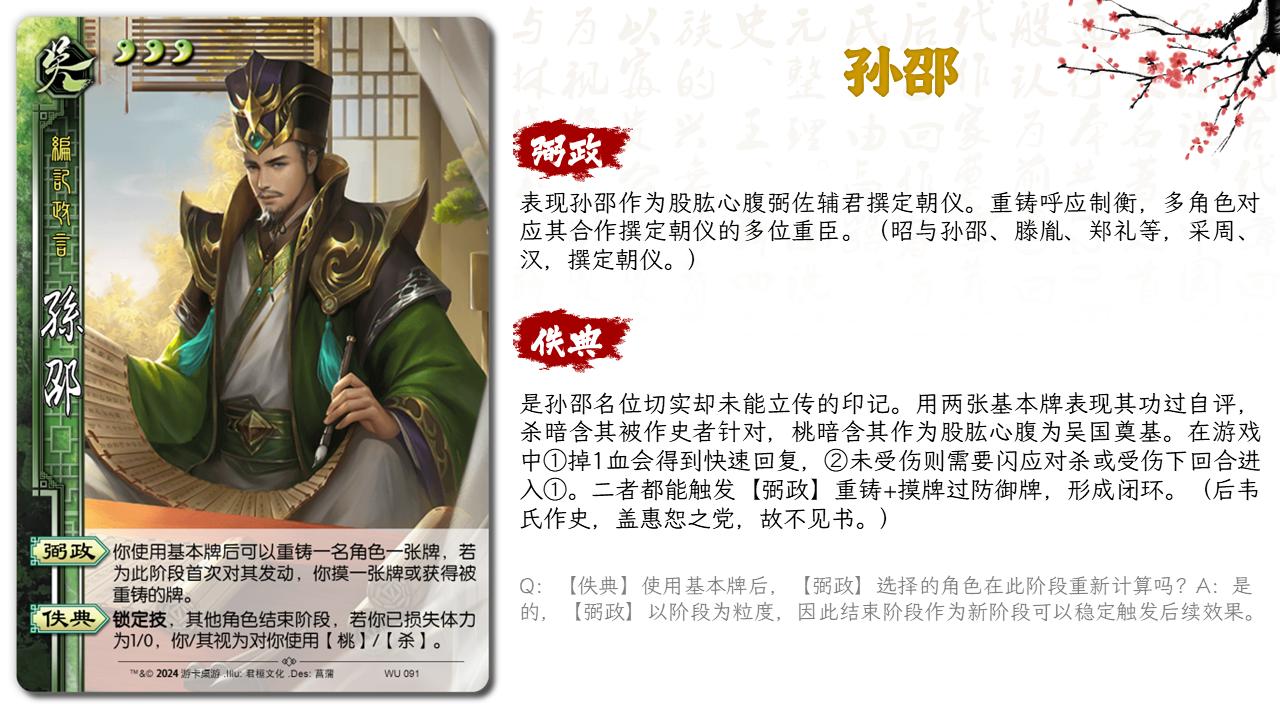 吴
編記政言
孫邵
弼政
你使用基本牌后可以重铸一名角色一张牌，若
为此阶段首次对其发动，你摸一张牌或获得被
重铸的牌。
佚典
锁定技，其他角色结束阶段，若你已损失体力
为1/0，你/其视为对你使用【桃】/【杀】。
™&© 2024 游卡桌游 .Illu: 君桓文化 .Des: 菖蒲
WU 091
孙邵
弼政
表现孙邵作为股肱心腹弼佐辅君撰定朝仪。重铸呼应制衡，多角色对
应其合作撰定朝仪的多位重臣。（昭与孙邵、滕胤、郑礼等，采周、
汉，撰定朝仪。）
佚典
是孙邵名位切实却未能立传的印记。用两张基本牌表现其功过自评，
杀暗含其被作史者针对，桃暗含其作为股肱心腹为吴国奠基。在游戏
中①掉1血会得到快速回复，②未受伤则需要闪应对杀或受伤下回合进
入①。二者都能触发【弼政】重铸+摸牌过防御牌，形成闭环。（后韦
氏作史，盖惠恕之党，故不见书。）
Q：【佚典】使用基本牌后，【弼政】选择的角色在此阶段重新计算吗？A：是
的，【弼政】以阶段为粒度，因此结束阶段作为新阶段可以稳定触发后续效果。